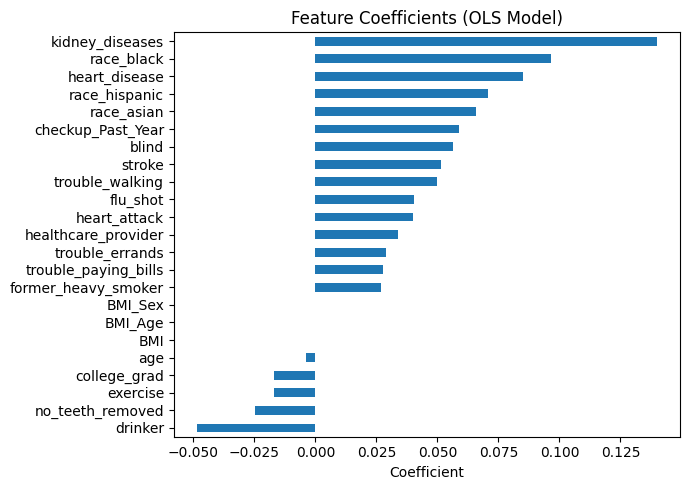 Feature Coefficients (OLS Model)
kidney_diseases
race_black
heart_disease
race_hispanic
race_asian
checkup_Past_Year
blind
stroke
trouble_walking
flu_shot
heart_attack
healthcare_provider
trouble_errands
trouble_paying_bills
former_heavy_smoker
BMI_Sex
BMI_Age
BMI
age
college_grad
exercise
no_teeth_removed
drinker
−0.050 −0.025 0.000 0.025 0.050 0.075 0.100 0.125
Coefficient